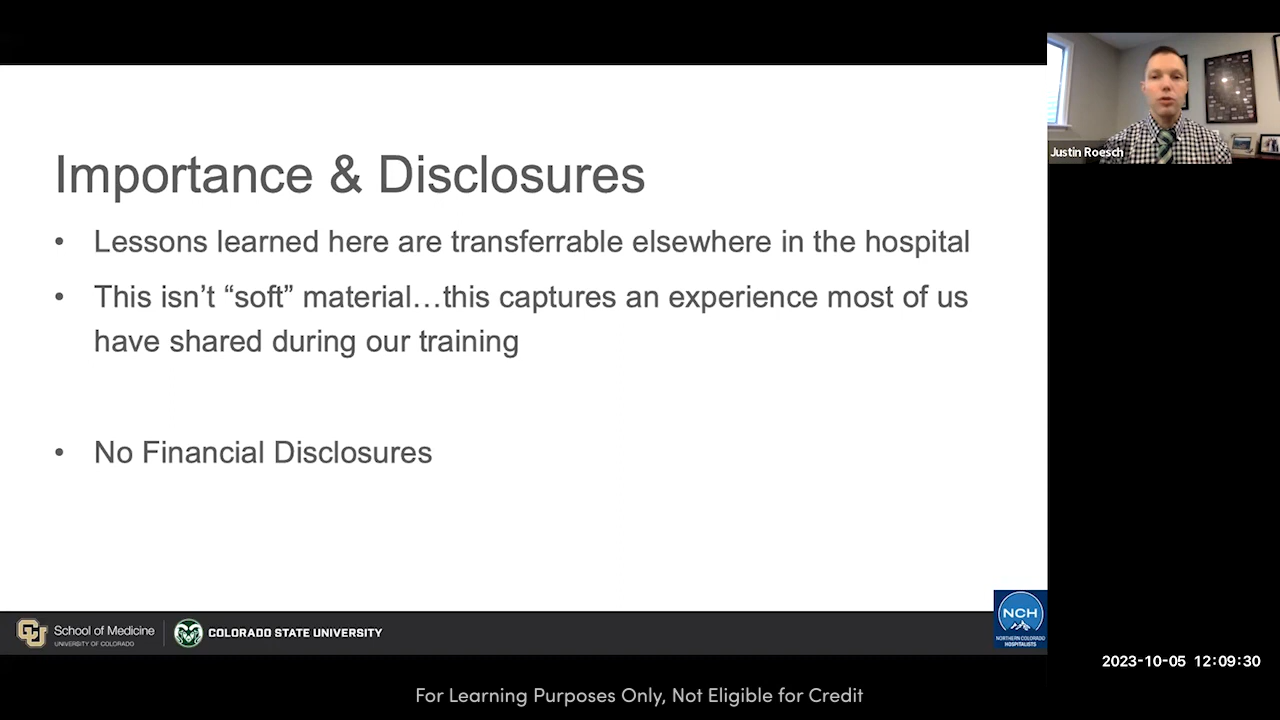 Importance & Disclosures
• Lessons learned here are transferrable elsewhere in the hospital
• This isn’t “soft” material…this captures an experience most of us
have shared during our training
• No Financial Disclosures
Justin Roesch
CU
School of Medicine
UNIVERSITY OF COLORADO
COLORADO STATE UNIVERSITY
NCH
NORTHERN COLORADO
HOSPITALISTS
2023-10-05 12:09:30
For Learning Purposes Only, Not Eligible for Credit